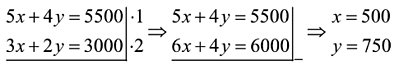 5x+4y=5500|·1 ⇒ 5x+4y=5500| ⇒ x=500
3x+2y=3000|·2 6x+4y=6000|_ y=750